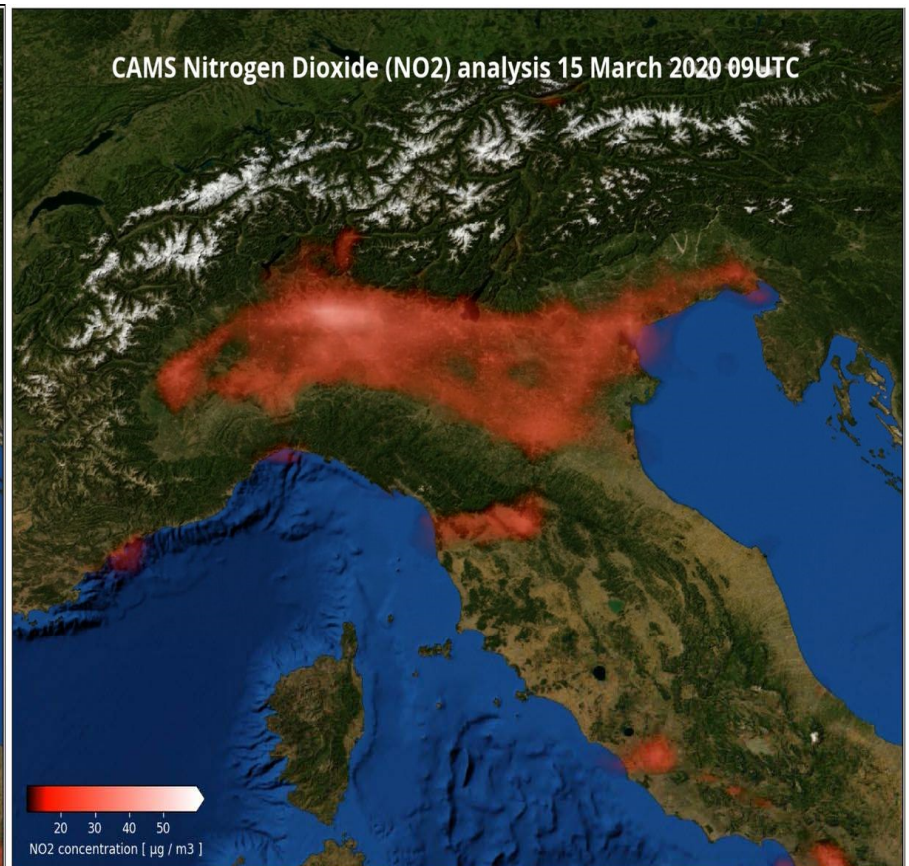 CAMS Nitrogen Dioxide (NO2) analysis 15 March 2020 09UTC
20 30 40 50
NO2 concentration [ µg / m3 ]